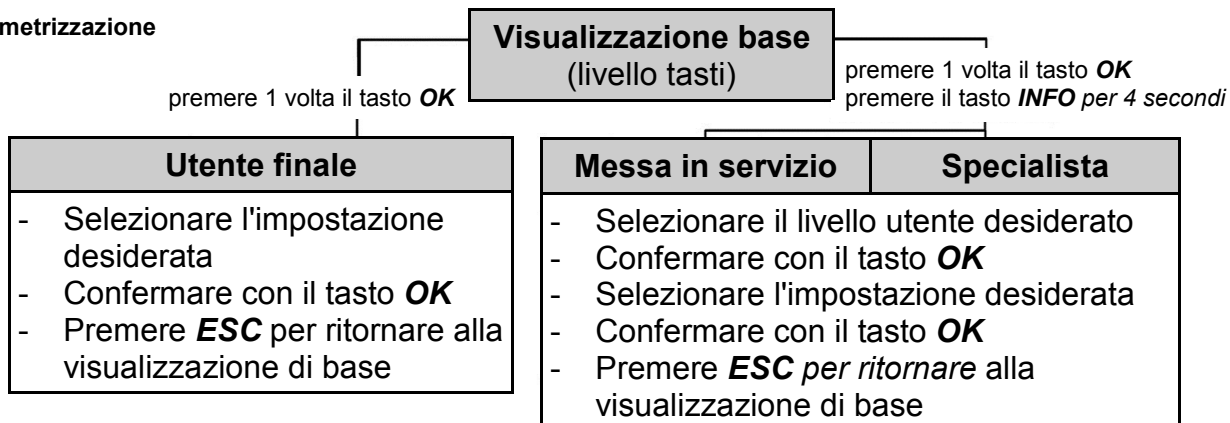 metrizzazione
Visualizzazione base
(livello tasti)
premere 1 volta il tasto OK
premere 1 volta il tasto OK
premere il tasto INFO per 4 secondi
Utente finale
- Selezionare l'impostazione
desiderata
- Confermare con il tasto OK
- Premere ESC per ritornare alla
visualizzazione di base
Messa in servizio
Specialista
- Selezionare il livello utente desiderato
- Confermare con il tasto OK
- Selezionare l'impostazione desiderata
- Confermare con il tasto OK
- Premere ESC per ritornare alla
visualizzazione di base